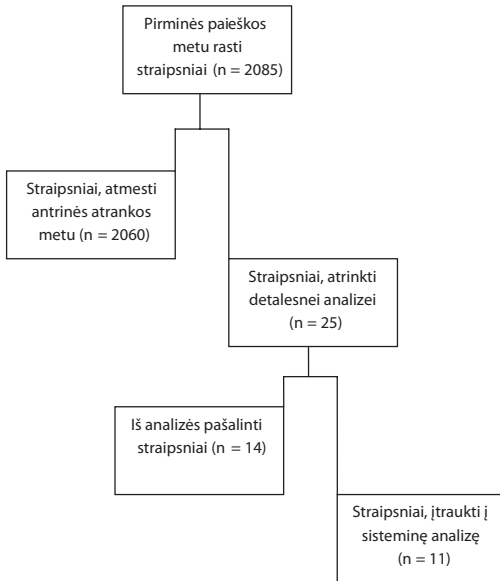 Pirminės paieškos
metu rasti
straipsniai (n = 2085)
Straipsniai, atmesti
antrinės atrankos
metu (n = 2060)
Straipsniai, atrinkti
detalesnei analizei
(n = 25)
Iš analizės pašalinti
straipsniai (n = 14)
Straipsniai, įtraukti į
sisteminę analizę
(n = 11)